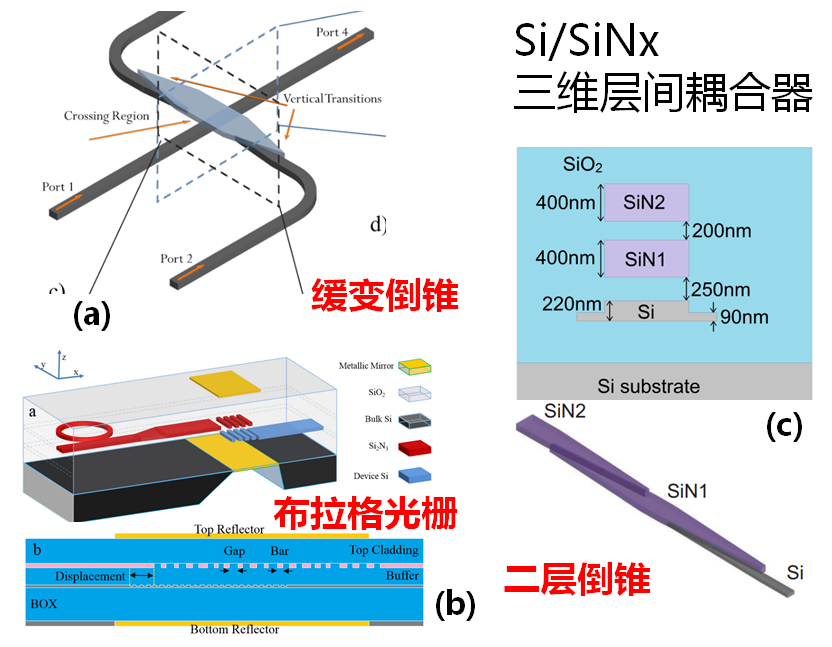 Si/SiNx
三维层间耦合器
Port 4
Vertical Transitions
Crossing Region
Port 1
Port 2
d)
c)
缓变倒锥
(a)
SiO2
400nm
SiN2
200nm
400nm
SiN1
250nm
220nm
Si
90nm
Si substrate
(c)
z
y
x
a
Metallic Mirror
SiO2
Bulk Si
Si2N3
Device Si
布拉格光栅
Top Reflector
b
Gap
Bar
Top Cladding
Displacement
Buffer
BOX
Bottom Reflector
(b)
SiN2
SiN1
Si
二层倒锥